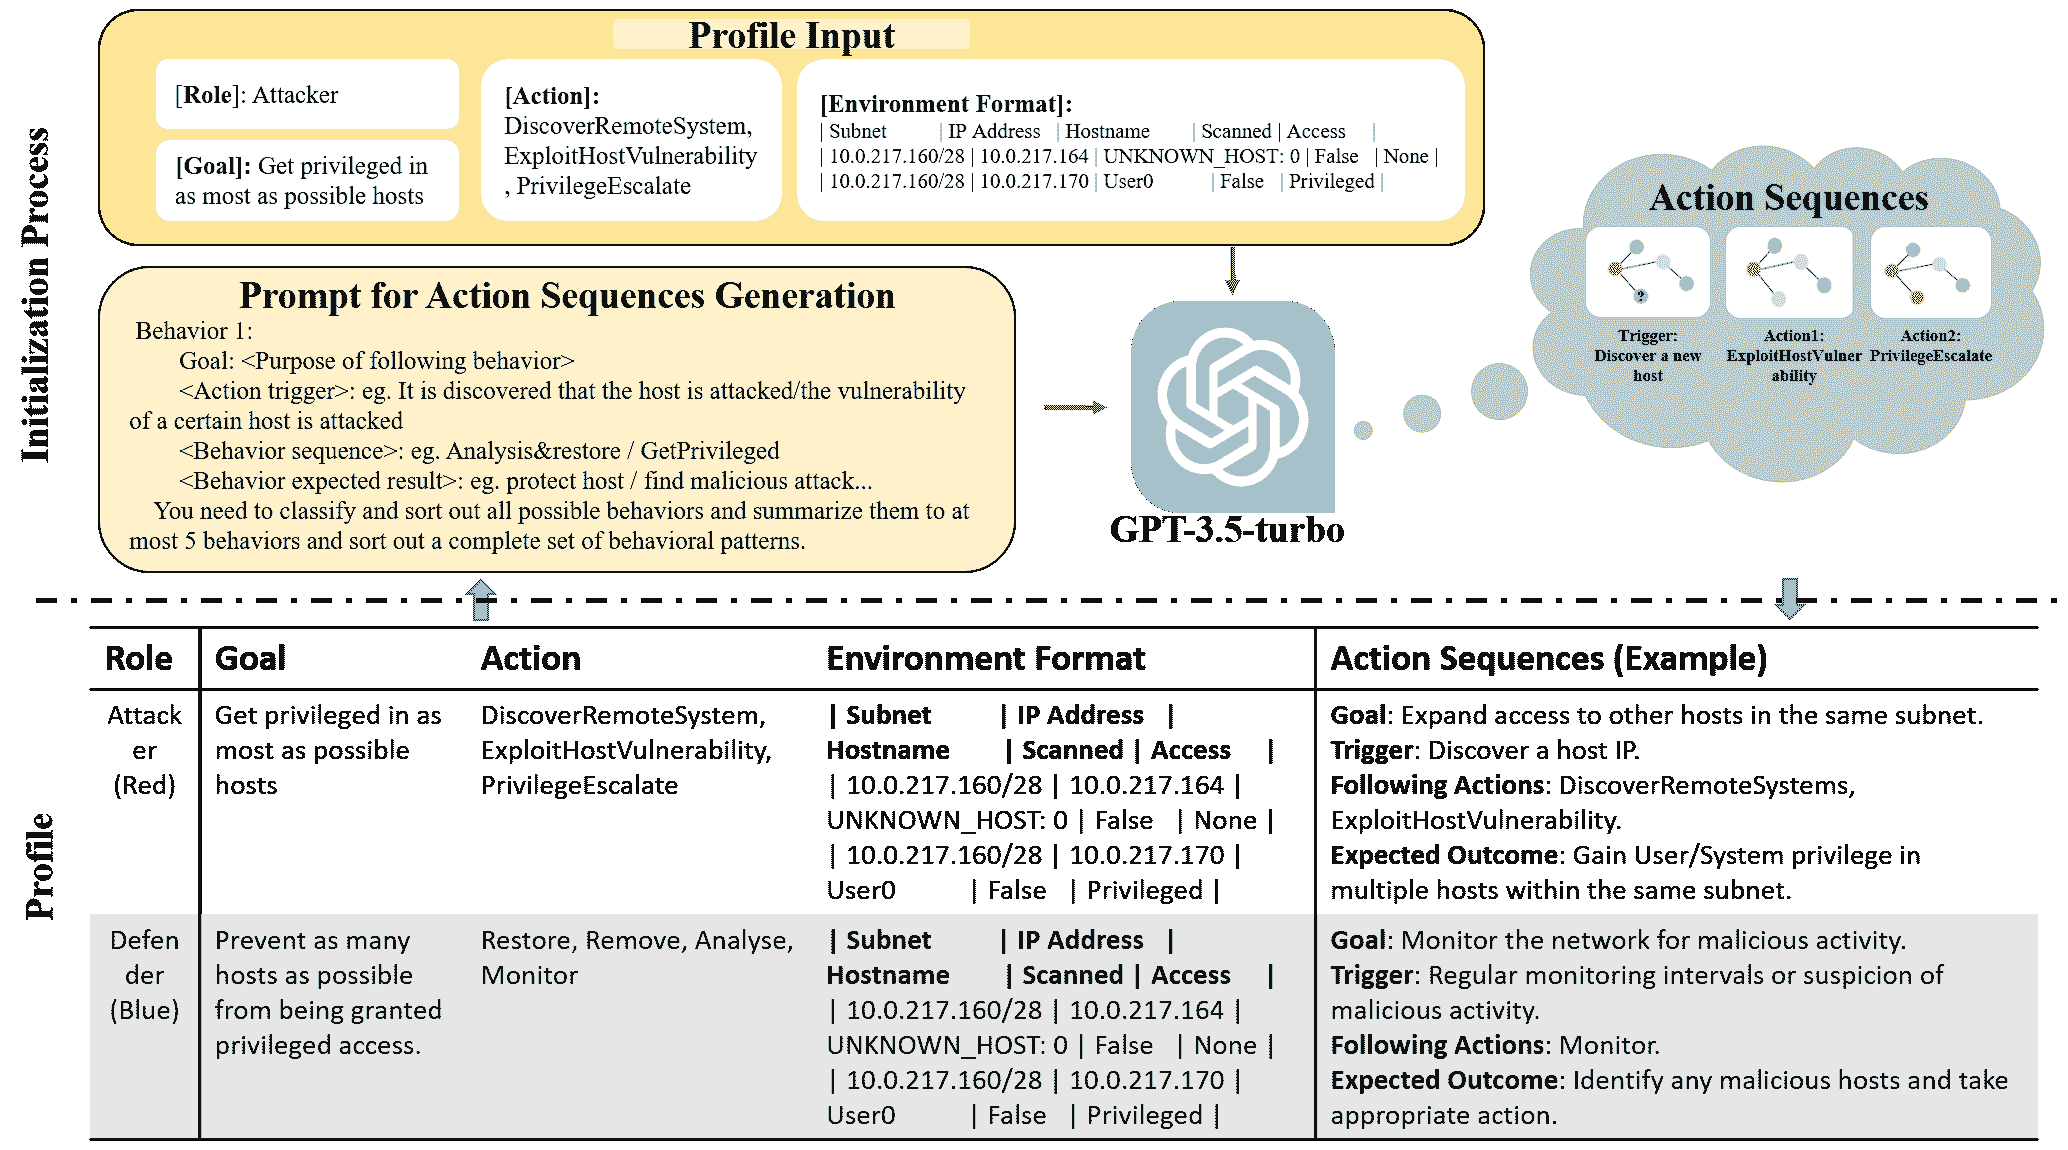 Initialization Process
Profile Input
[Role]: Attacker
[Goal]: Get privileged in
as most as possible hosts
[Action]:
DiscoverRemoteSystem,
ExploitHostVulnerability
, PrivilegeEscalate
[Environment Format]:
| Subnet | IP Address | Hostname | Scanned | Access |
| 10.0.217.160/28 | 10.0.217.164 | UNKNOWN_HOST: 0 | False | None |
| 10.0.217.160/28 | 10.0.217.170 | User0 | False | Privileged |
Prompt for Action Sequences Generation
Behavior 1:
Goal: <Purpose of following behavior>
<Action trigger>: eg. It is discovered that the host is attacked/the vulnerability
of a certain host is attacked
<Behavior sequence>: eg. Analysis&restore / GetPrivileged
<Behavior expected result>: eg. protect host / find malicious attack...
You need to classify and sort out all possible behaviors and summarize them to at
most 5 behaviors and sort out a complete set of behavioral patterns.
GPT-3.5-turbo
Action Sequences
?
Trigger:
Discover a new
host
Action1:
ExploitHostVulner
ability
Action2:
PrivilegeEscalate
Profile
Role Goal Action Environment Format Action Sequences (Example)
Attack
er
(Red)
Get privileged in as
most as possible
hosts
DiscoverRemoteSystem,
ExploitHostVulnerability,
PrivilegeEscalate
| Subnet | IP Address |
Hostname | Scanned | Access |
| 10.0.217.160/28 | 10.0.217.164 |
UNKNOWN_HOST: 0 | False | None |
| 10.0.217.160/28 | 10.0.217.170 |
User0 | False | Privileged |
Goal: Expand access to other hosts in the same subnet.
Trigger: Discover a host IP.
Following Actions: DiscoverRemoteSystems,
ExploitHostVulnerability.
Expected Outcome: Gain User/System privilege in
multiple hosts within the same subnet.
Defen
der
(Blue)
Prevent as many
hosts as possible
from being granted
privileged access.
Restore, Remove, Analyse,
Monitor
| Subnet | IP Address |
Hostname | Scanned | Access |
| 10.0.217.160/28 | 10.0.217.164 |
UNKNOWN_HOST: 0 | False | None |
| 10.0.217.160/28 | 10.0.217.170 |
User0 | False | Privileged |
Goal: Monitor the network for malicious activity.
Trigger: Regular monitoring intervals or suspicion of
malicious activity.
Following Actions: Monitor.
Expected Outcome: Identify any malicious hosts and take
appropriate action.